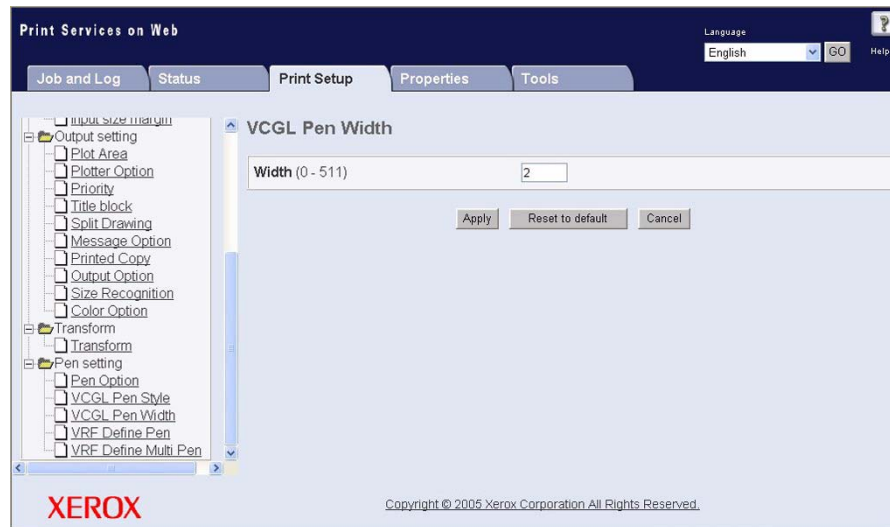 Print Services on Web
Language
English
GO
?
Help
Job and Log
Status
Print Setup
Properties
Tools
Input size margin
Output setting
Plot Area
Plotter Option
Priority
Title block
Split Drawing
Message Option
Printed Copy
Output Option
Size Recognition
Color Option
Transform
Transform
Pen setting
Pen Option
VCGL Pen Style
VCGL Pen Width
VRF Define Pen
VRF Define Multi Pen
VCGL Pen Width
Width (0 - 511)
2
Apply
Reset to default
Cancel
XEROX
Copyright © 2005 Xerox Corporation All Rights Reserved.